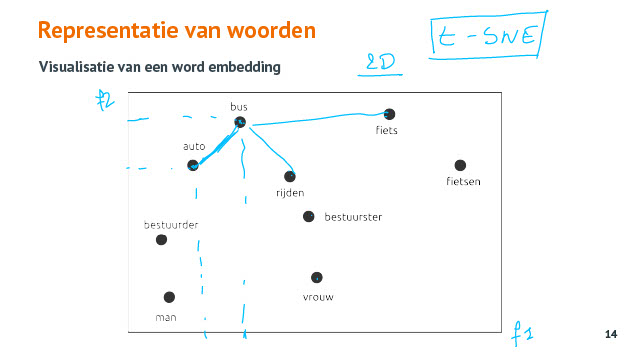 Representatie van woorden
t - SNE
Visualisatie van een word embedding
2D
f2
bus
fiets
auto
fietsen
rijden
bestuurster
bestuurder
vrouw
man
f1
14